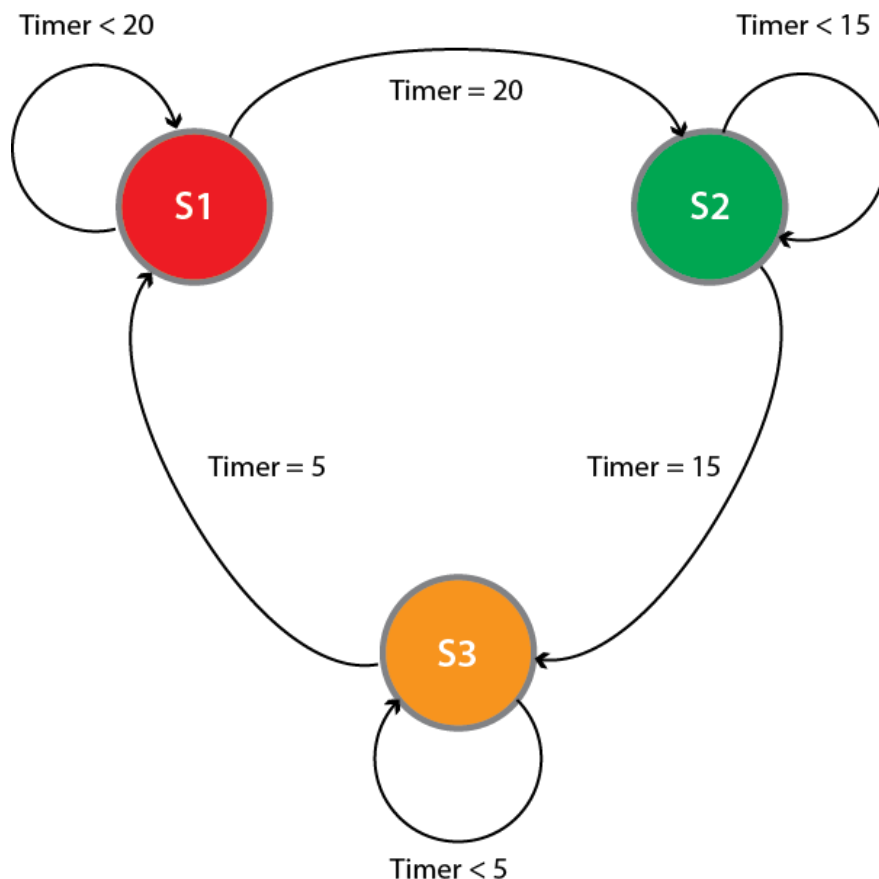 Timer < 20
Timer < 15
Timer = 20
S1
S2
Timer = 5
Timer = 15
S3
Timer < 5